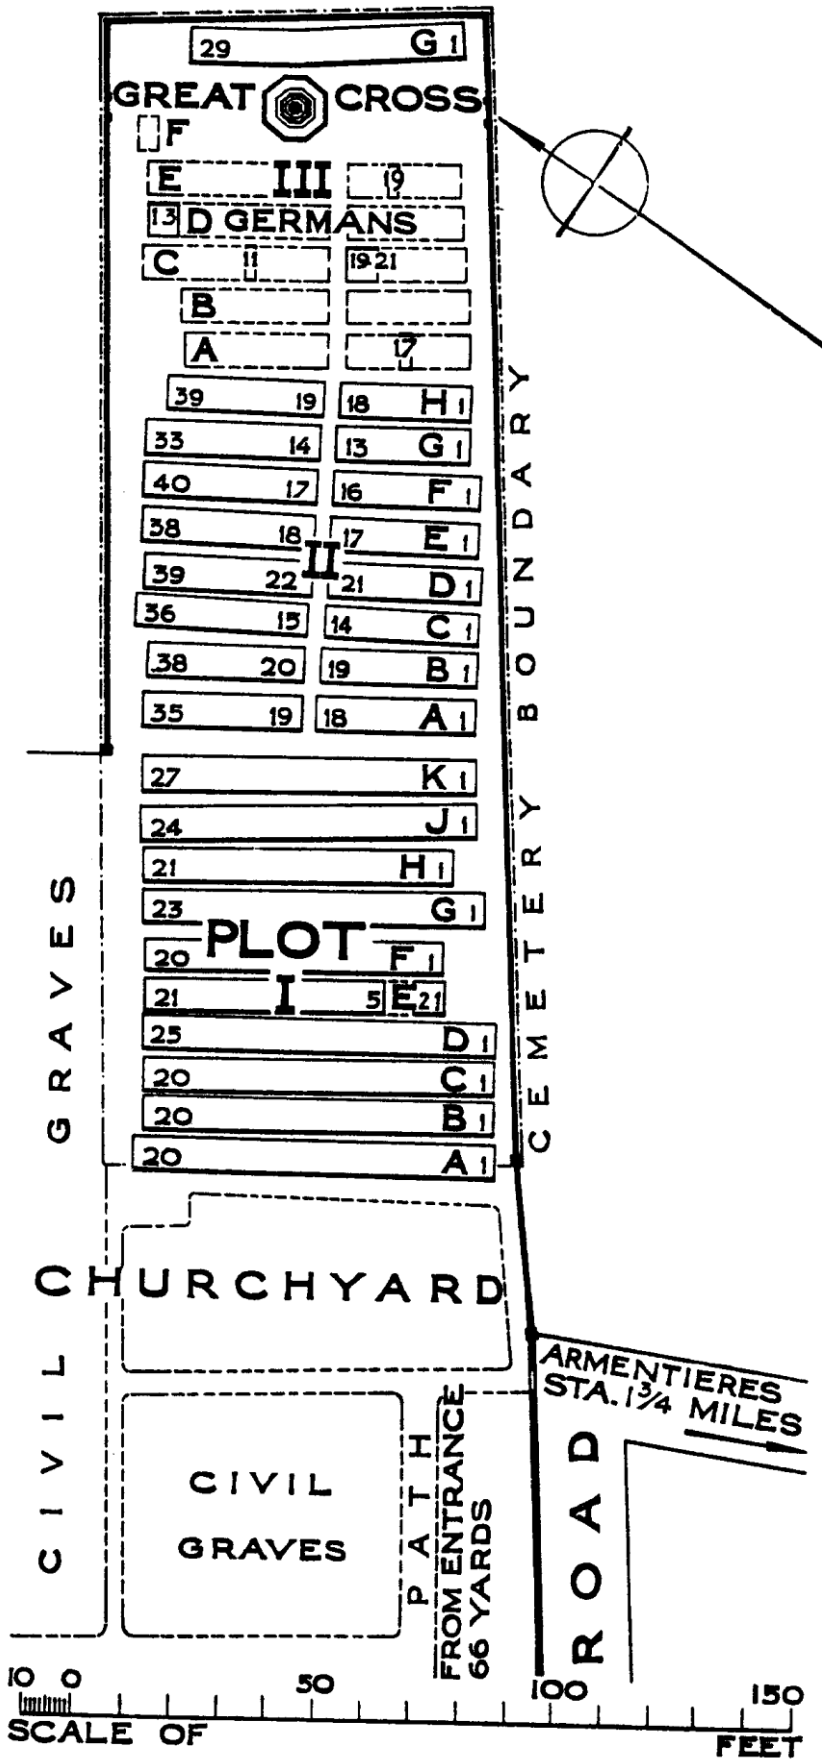 29 G 1
GREAT CROSS
F
E III 19
13 D GERMANS
C 11 19 21
B
A 17
39 19 18 H 1
33 14 13 G 1
40 17 16 F 1
38 18 17 E 1
II
39 22 21 D 1
36 15 14 C 1
38 20 19 B 1
35 19 18 A 1
27 K 1
24 J 1
21 H 1
23 G 1
PLOT
20 F 1
21 I 5 E 21
25 D 1
20 C 1
20 B 1
20 A 1
CEMETERY BOUNDARY
CHURCHYARD
CIVIL GRAVES
CIVIL
GRAVES
PATH
FROM ENTRANCE
66 YARDS
ARMENTIERES
STA. 1 3/4 MILES
ROAD
10 0 50 100 150
SCALE OF FEET